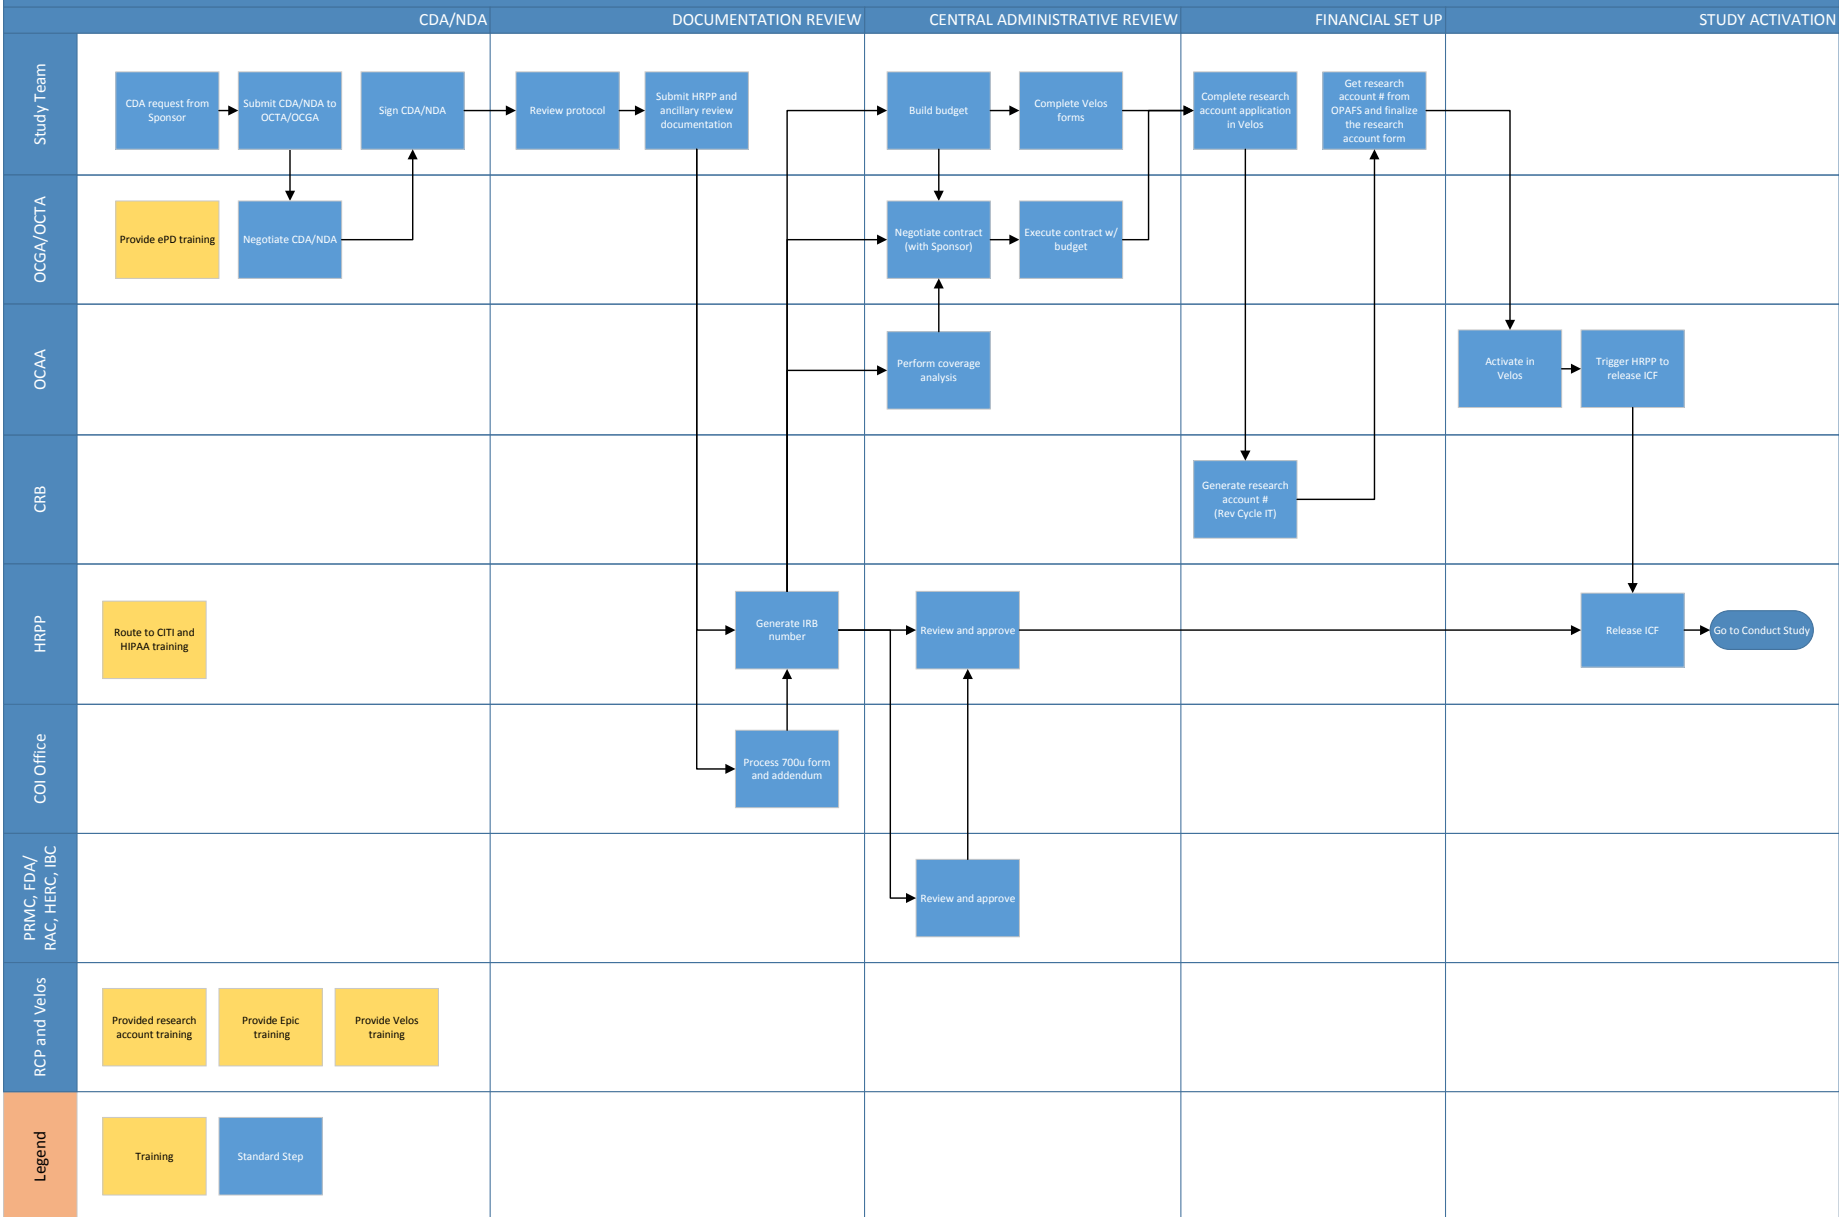 CDA/NDA
DOCUMENTATION REVIEW
CENTRAL ADMINISTRATIVE REVIEW
FINANCIAL SET UP
STUDY ACTIVATION
Study Team
CDA request from
Sponsor
Submit CDA/NDA to
OCTA/OCGA
Sign CDA/NDA
Review protocol
Submit HRPP and
ancillary review
documentation
Build budget
Complete Velos
forms
Complete research
account application
in Velos
Get research
account # from
OPAFS and finalize
the research
account form
OCGA/OCTA
Provide ePD training
Negotiate CDA/NDA
Negotiate contract
(with Sponsor)
Execute contract w/
budget
OCAA
Perform coverage
analysis
Activate in
Velos
Trigger HRPP to
release ICF
CRB
Generate research
account #
(Rev Cycle IT)
HRPP
Route to CITI and
HIPAA training
Generate IRB
number
Review and approve
Release ICF
Go to Conduct Study
COI Office
Process 700u form
and addendum
PRMC, FDA/
RAC, HERC, IBC
Review and approve
RCP and Velos
Provided research
account training
Provide Epic
training
Provide Velos
training
Legend
Training
Standard Step